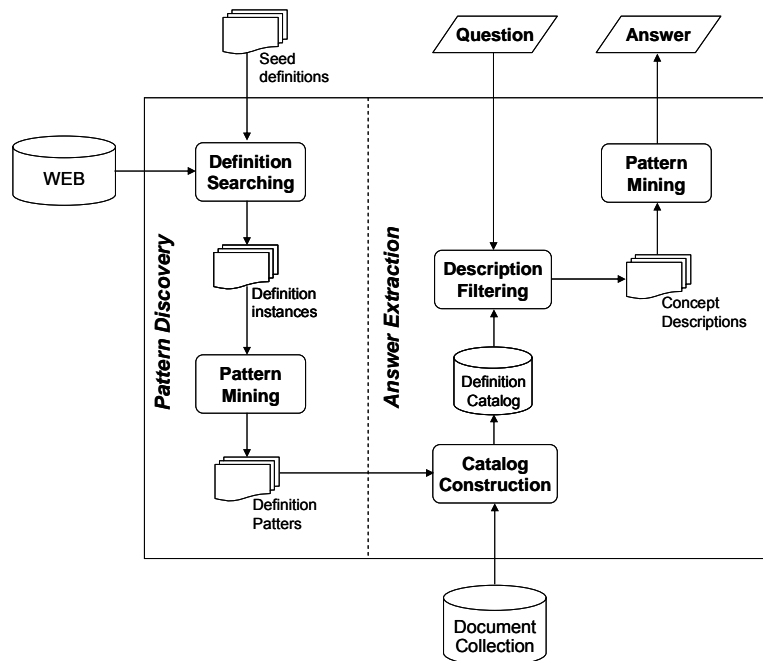 Seed
definitions
Question
Answer
WEB
Definition
Searching
Pattern
Mining
Pattern Discovery
Answer Extraction
Definition
instances
Description
Filtering
Concept
Descriptions
Pattern
Mining
Definition
Catalog
Definition
Patters
Catalog
Construction
Document
Collection